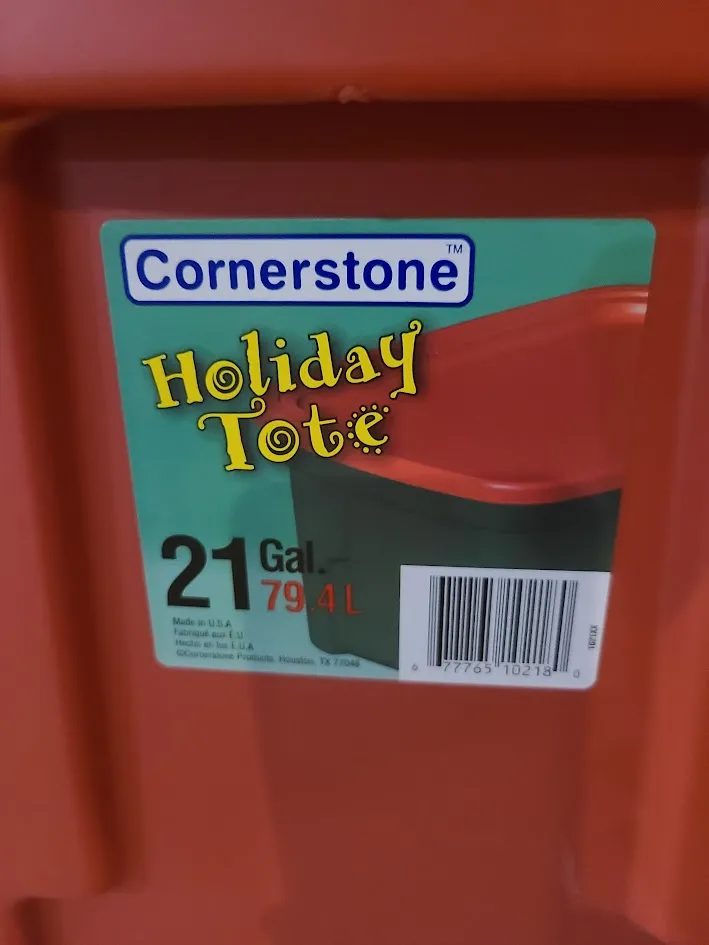 Cornerstone™
Holiday
Tote
21 Gal.
79.4 L
Made in U.S.A
Fabriqué aux E.U
Hecho en los E.U.A
©Cornerstone Products, Houston, TX 77046
6 77765 10218 0